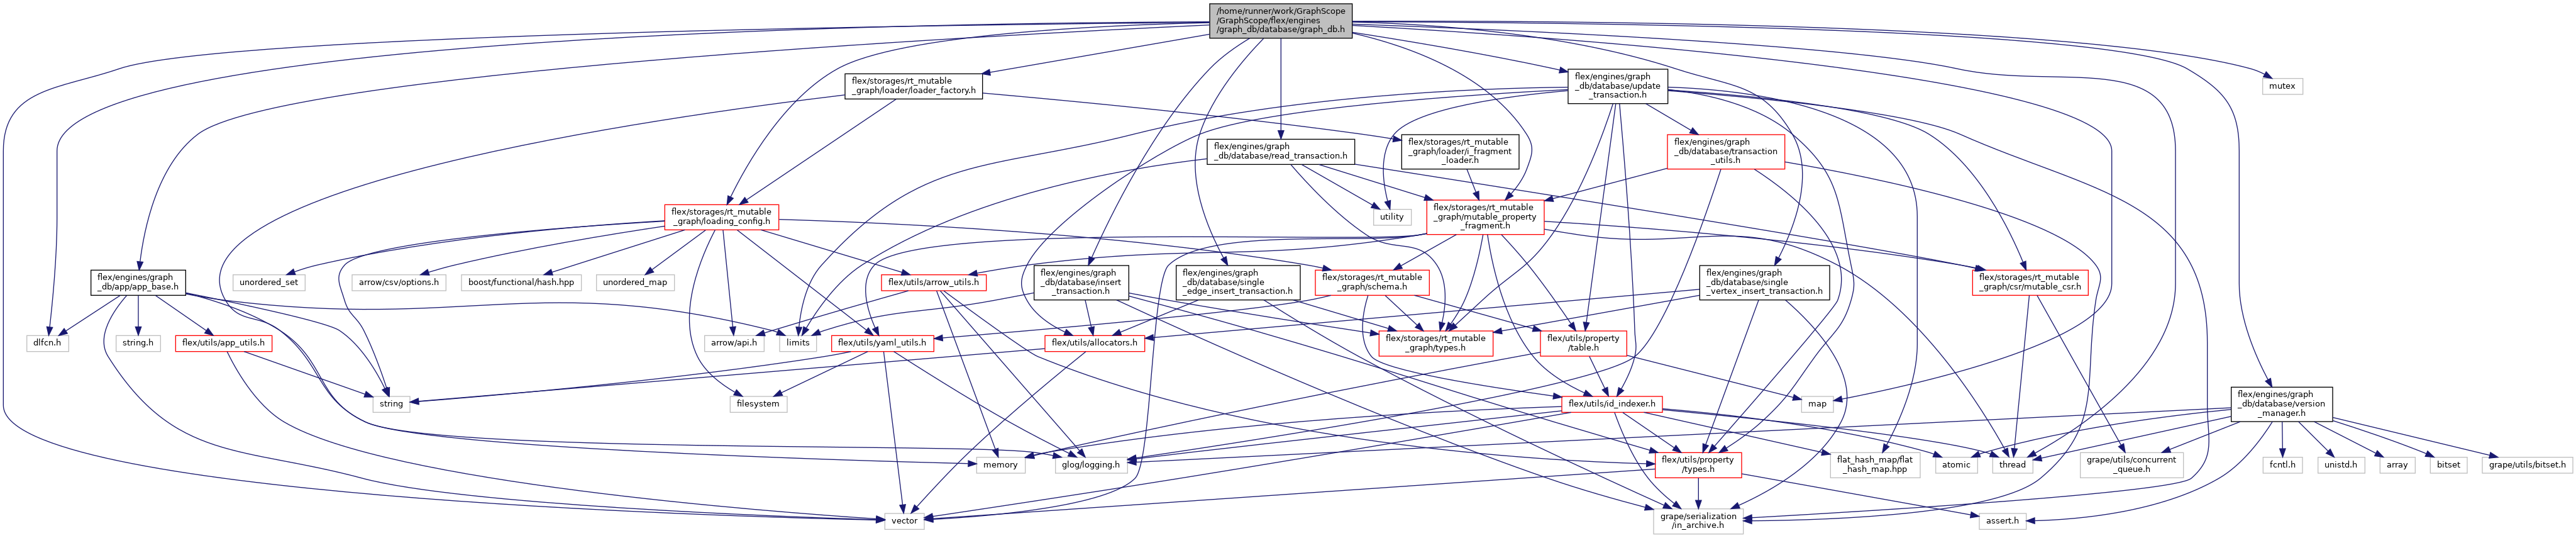 /home/runner/work/GraphScope
/GraphScope/flex/engines
/graph_db/database/graph_db.h
flex/storages/rt_mutable
_graph/loader/loader_factory.h
flex/engines/graph
_db/database/update
_transaction.h
mutex
flex/engines/graph
_db/database/read_transaction.h
flex/storages/rt_mutable
_graph/loader/i_fragment
_loader.h
flex/engines/graph
_db/database/transaction
_utils.h
flex/storages/rt_mutable
_graph/loading_config.h
utility
flex/storages/rt_mutable
_graph/mutable_property
_fragment.h
flex/engines/graph
_db/app/app_base.h
unordered_set
arrow/csv/options.h
boost/functional/hash.hpp
unordered_map
flex/utils/arrow_utils.h
flex/engines/graph
_db/database/insert
_transaction.h
flex/engines/graph
_db/database/single
_edge_insert_transaction.h
flex/storages/rt_mutable
_graph/schema.h
flex/engines/graph
_db/database/single
_vertex_insert_transaction.h
flex/storages/rt_mutable
_graph/csr/mutable_csr.h
dlfcn.h
string.h
flex/utils/app_utils.h
arrow/api.h
limits
flex/utils/yaml_utils.h
flex/utils/allocators.h
flex/storages/rt_mutable
_graph/types.h
flex/utils/property
/table.h
string
filesystem
flex/utils/id_indexer.h
map
flex/engines/graph
_db/database/version
_manager.h
memory
glog/logging.h
flex/utils/property
/types.h
flat_hash_map/flat
_hash_map.hpp
atomic
thread
grape/utils/concurrent
_queue.h
fcntl.h
unistd.h
array
bitset
grape/utils/bitset.h
vector
grape/serialization
/in_archive.h
assert.h